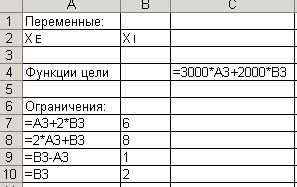 A B C
1 Переменные:
2 X E X I
3
4 Функции цели =3000*A3+2000*B3
5
6 Ограничения:
7 =A3+2*B3 6
8 =2*A3+B3 8
9 =B3-A3 1
10 =B3 2